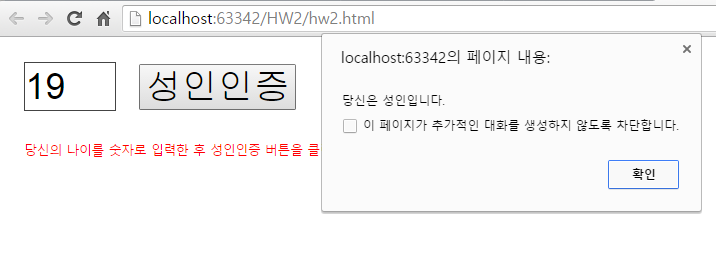 localhost:63342/HW2/hw2.html
localhost:63342의 페이지 내용:
당신은 성인입니다.
이 페이지가 추가적인 대화를 생성하지 않도록 차단합니다.
확인
19
성인인증
당신의 나이를 숫자로 입력한 후 성인인증 버튼을 클